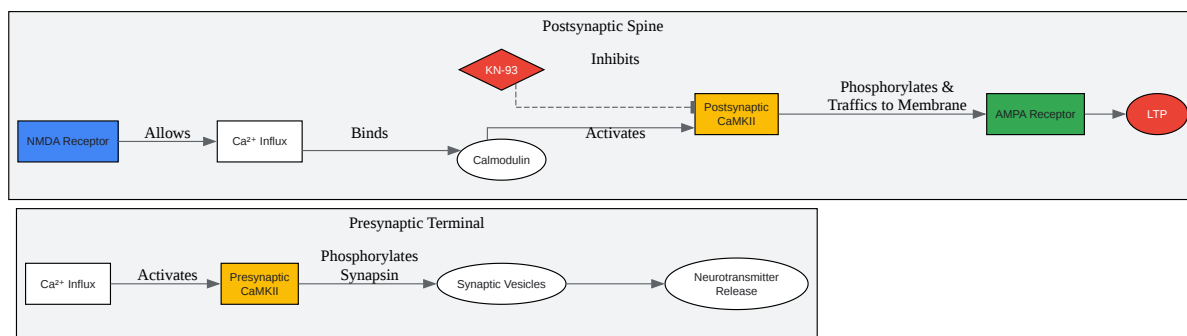 Postsynaptic Spine
KN-93
Inhibits
NMDA Receptor
Allows
Ca²⁺ Influx
Binds
Calmodulin
Activates
Postsynaptic
CaMKII
Phosphorylates &
Traffics to Membrane
AMPA Receptor
LTP
Presynaptic Terminal
Ca²⁺ Influx
Activates
Presynaptic
CaMKII
Phosphorylates
Synapsin
Synaptic Vesicles
Neurotransmitter
Release